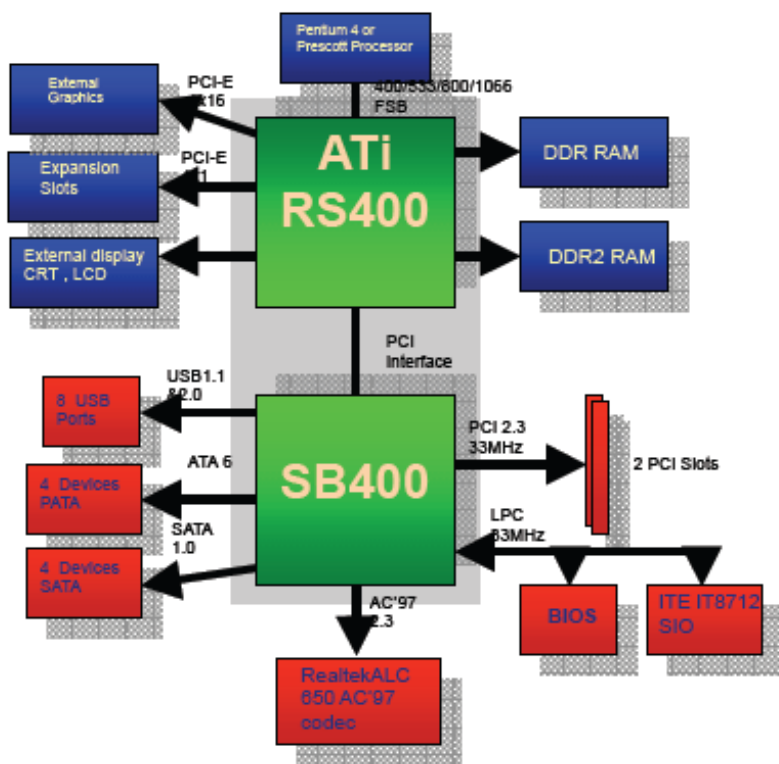 Pentium 4 or
Prescott Processor
400/533/800/1066
FSB
External
Graphics
PCI-E
x16
ATi
RS400
DDR RAM
Expansion
Slots
PCI-E
External display
CRT , LCD
DDR2 RAM
PCI
Interface
USB1.1
&2.0
8 USB
Ports
SB400
PCI 2.3
33MHz
2 PCI Slots
ATA 6
4 Devices
PATA
SATA
1.0
4 Devices
SATA
LPC
33MHz
BIOS
ITE IT8712
SIO
AC'97
2.3
RealtekALC
650 AC'97
codec